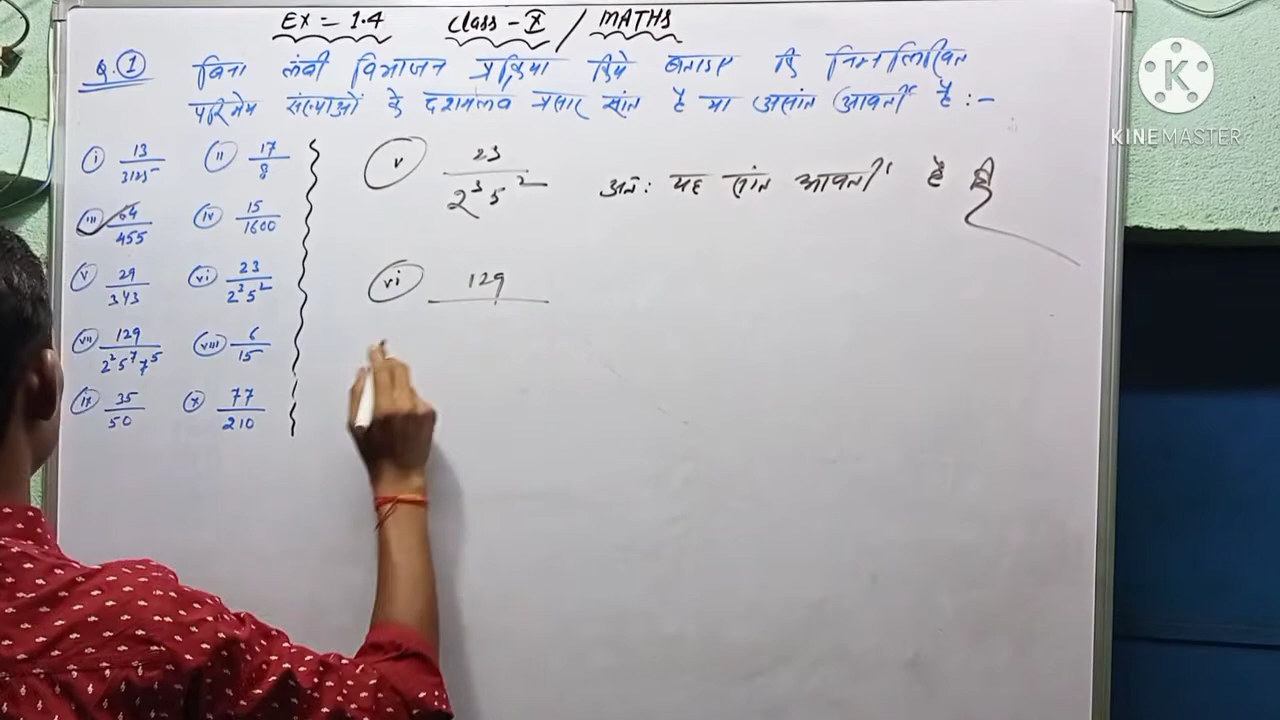 Ex = 1.4 Class - X / MATHS
Q.① बिना लंबी विभाजन प्रक्रिया किये बताइए कि निम्नलिखित
परिमेय संख्याओं के दशमलव प्रसार सांत है या असांत आवर्ती है :-
(i) 13/3125 (ii) 17/8
(iii) 64/455 (iv) 15/1600
(v) 29/343 (vi) 23/2³5²
(vii) 129/2²5⁷7⁵ (viii) 6/15
(ix) 35/50 (x) 77/210
(v) 23/2³5² अतः यह सांत आवर्ती है
(vi) 129
KINEMASTER